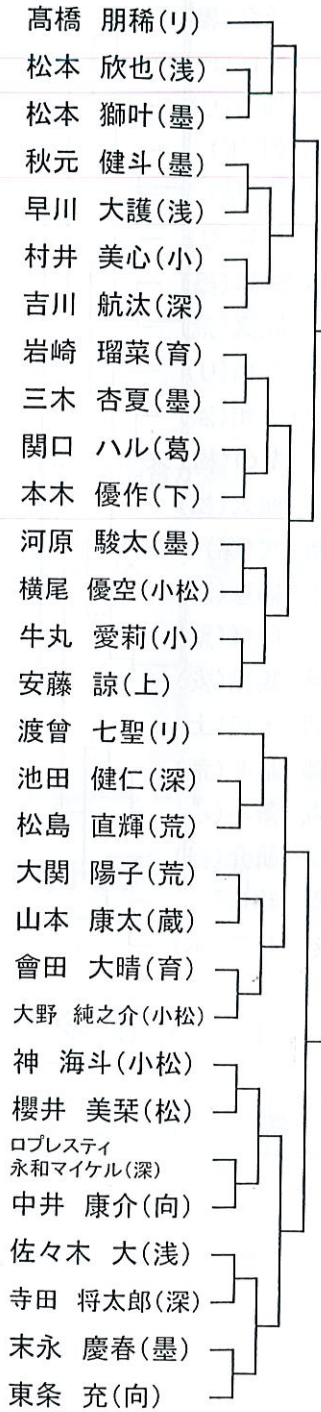 髙橋 朋稀(リ)
松本 欣也(浅)
松本 獅叶(墨)
秋元 健斗(墨)
早川 大護(浅)
村井 美心(小)
吉川 航汰(深)
岩崎 瑠菜(育)
三木 杏夏(墨)
関口 ハル(葛)
本木 優作(下)
河原 駿太(墨)
横尾 優空(小松)
牛丸 愛莉(小)
安藤 諒(上)
渡曾 七聖(リ)
池田 健仁(深)
松島 直輝(荒)
大関 陽子(荒)
山本 康太(蔵)
會田 大晴(育)
大野 純之介(小松)
神 海斗(小松)
櫻井 美栞(松)
ロプレスティ
永和マイケル(深)
中井 康介(向)
佐々木 大(浅)
寺田 将太郎(深)
末永 慶春(墨)
東条 充(向)